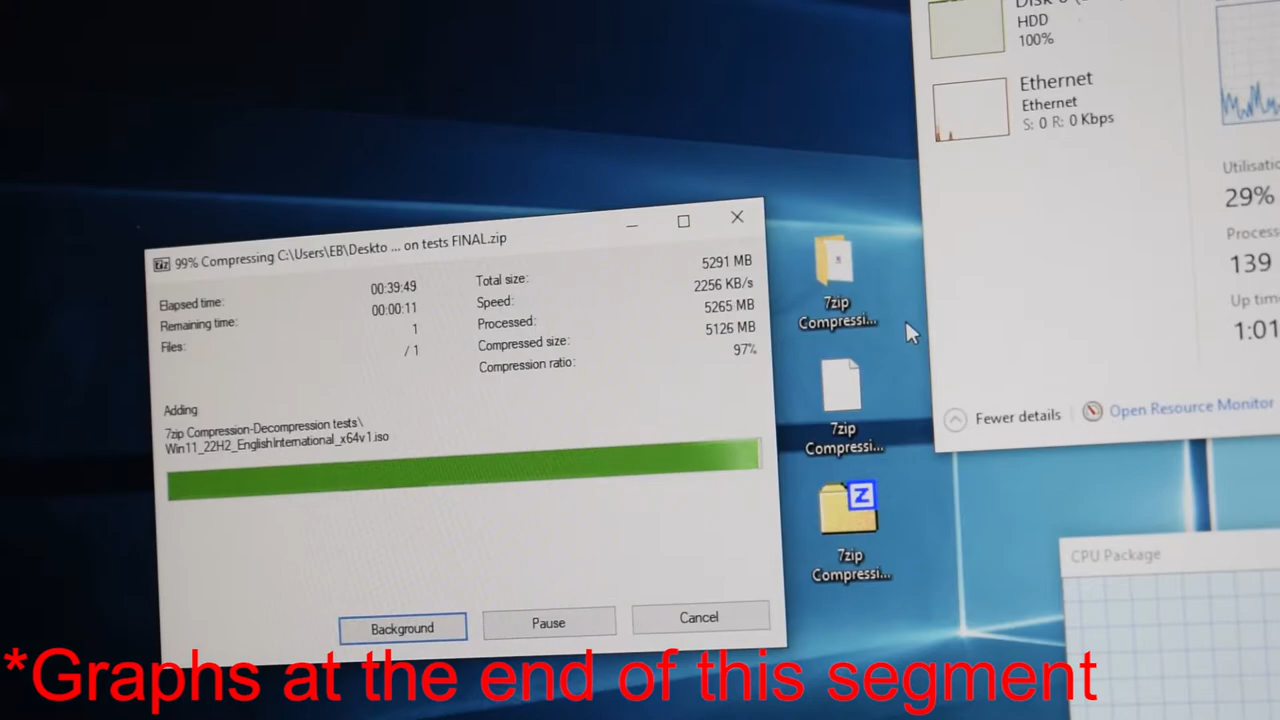 HDD
100%
Ethernet
Ethernet
S: 0 R: 0 Kbps
29%
139
Up time
1:01
Fewer details
Open Resource Monitor
99% Compressing C:\Users\EB\Deskto ... on tests FINAL.zip
Elapsed time: 00:39:49
Remaining time: 00:00:11
Files: 1
/ 1
Total size: 5291 MB
Speed: 2256 KB/s
Processed: 5265 MB
Compressed size: 5126 MB
Compression ratio: 97%
Adding
7zip Compression-Decompression tests\
Win11_22H2_EnglishInternational_x64v1.iso
Background
Pause
Cancel
7zip
Compressi...
7zip
Compressi...
7zip
Compressi...
CPU Package
*Graphs at the end of this segment